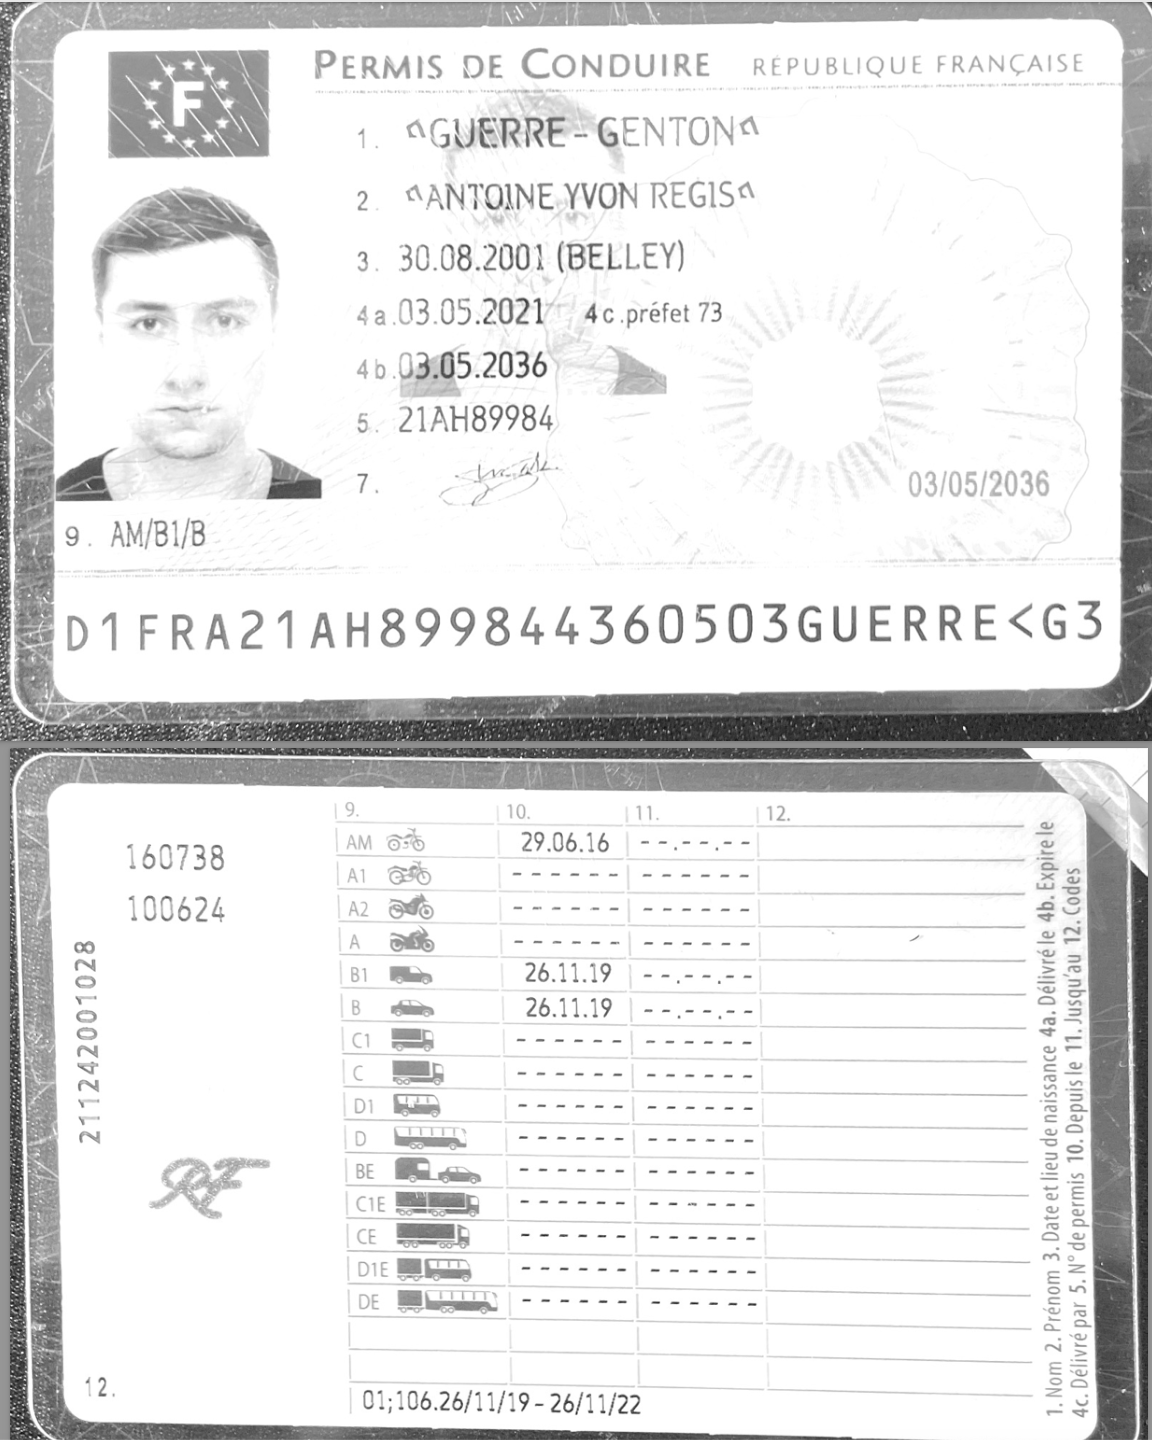 F
PERMIS DE CONDUIRE RÉPUBLIQUE FRANÇAISE
1. GUERRE - GENTON
2. ANTOINE YVON REGIS
3. 30.08.2001 (BELLEY)
4a. 03.05.2021 4c. préfet 73
4b. 03.05.2036
5. 21AH89984
7.
03/05/2036
9. AM/B1/B
D1FRA21AH899844360503GUERRE<G3
160738
100624
211242001028
RF
12.
9. 10. 11. 12.
AM 29.06.16 --.--.--
A1 ------ ------
A2 ------ ------
A ------ ------
B1 26.11.19 --.--.--
B 26.11.19 --.--.--
C1 ------ ------
C ------ ------
D1 ------ ------
D ------ ------
BE ------ ------
C1E ------ ------
CE ------ ------
D1E ------ ------
DE ------ ------
01;106.26/11/19-26/11/22
1. Nom 2. Prénom 3. Date et lieu de naissance 4a. Délivré le 4b. Expire le
4c. Délivré par 5. N° de permis 10. Depuis le 11. Jusqu'au 12. Codes